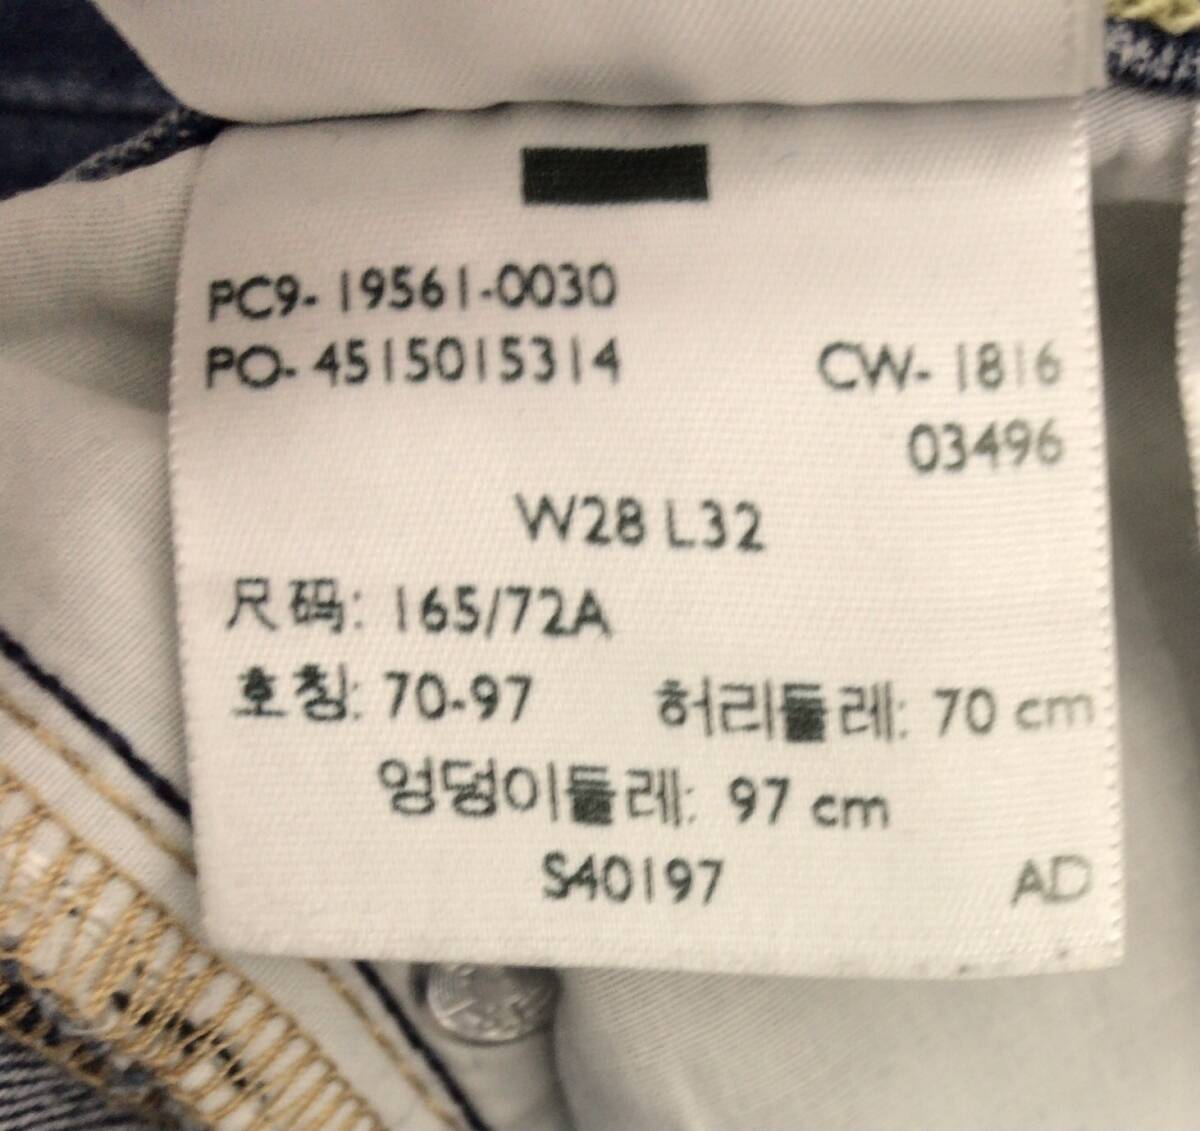 PC9-19561-0030
PO-4515015314 CW-1816
03496
W28 L32
尺码: 165/72A
호칭: 70-97 허리둘레: 70 cm
엉덩이둘레: 97 cm
S40197 AD